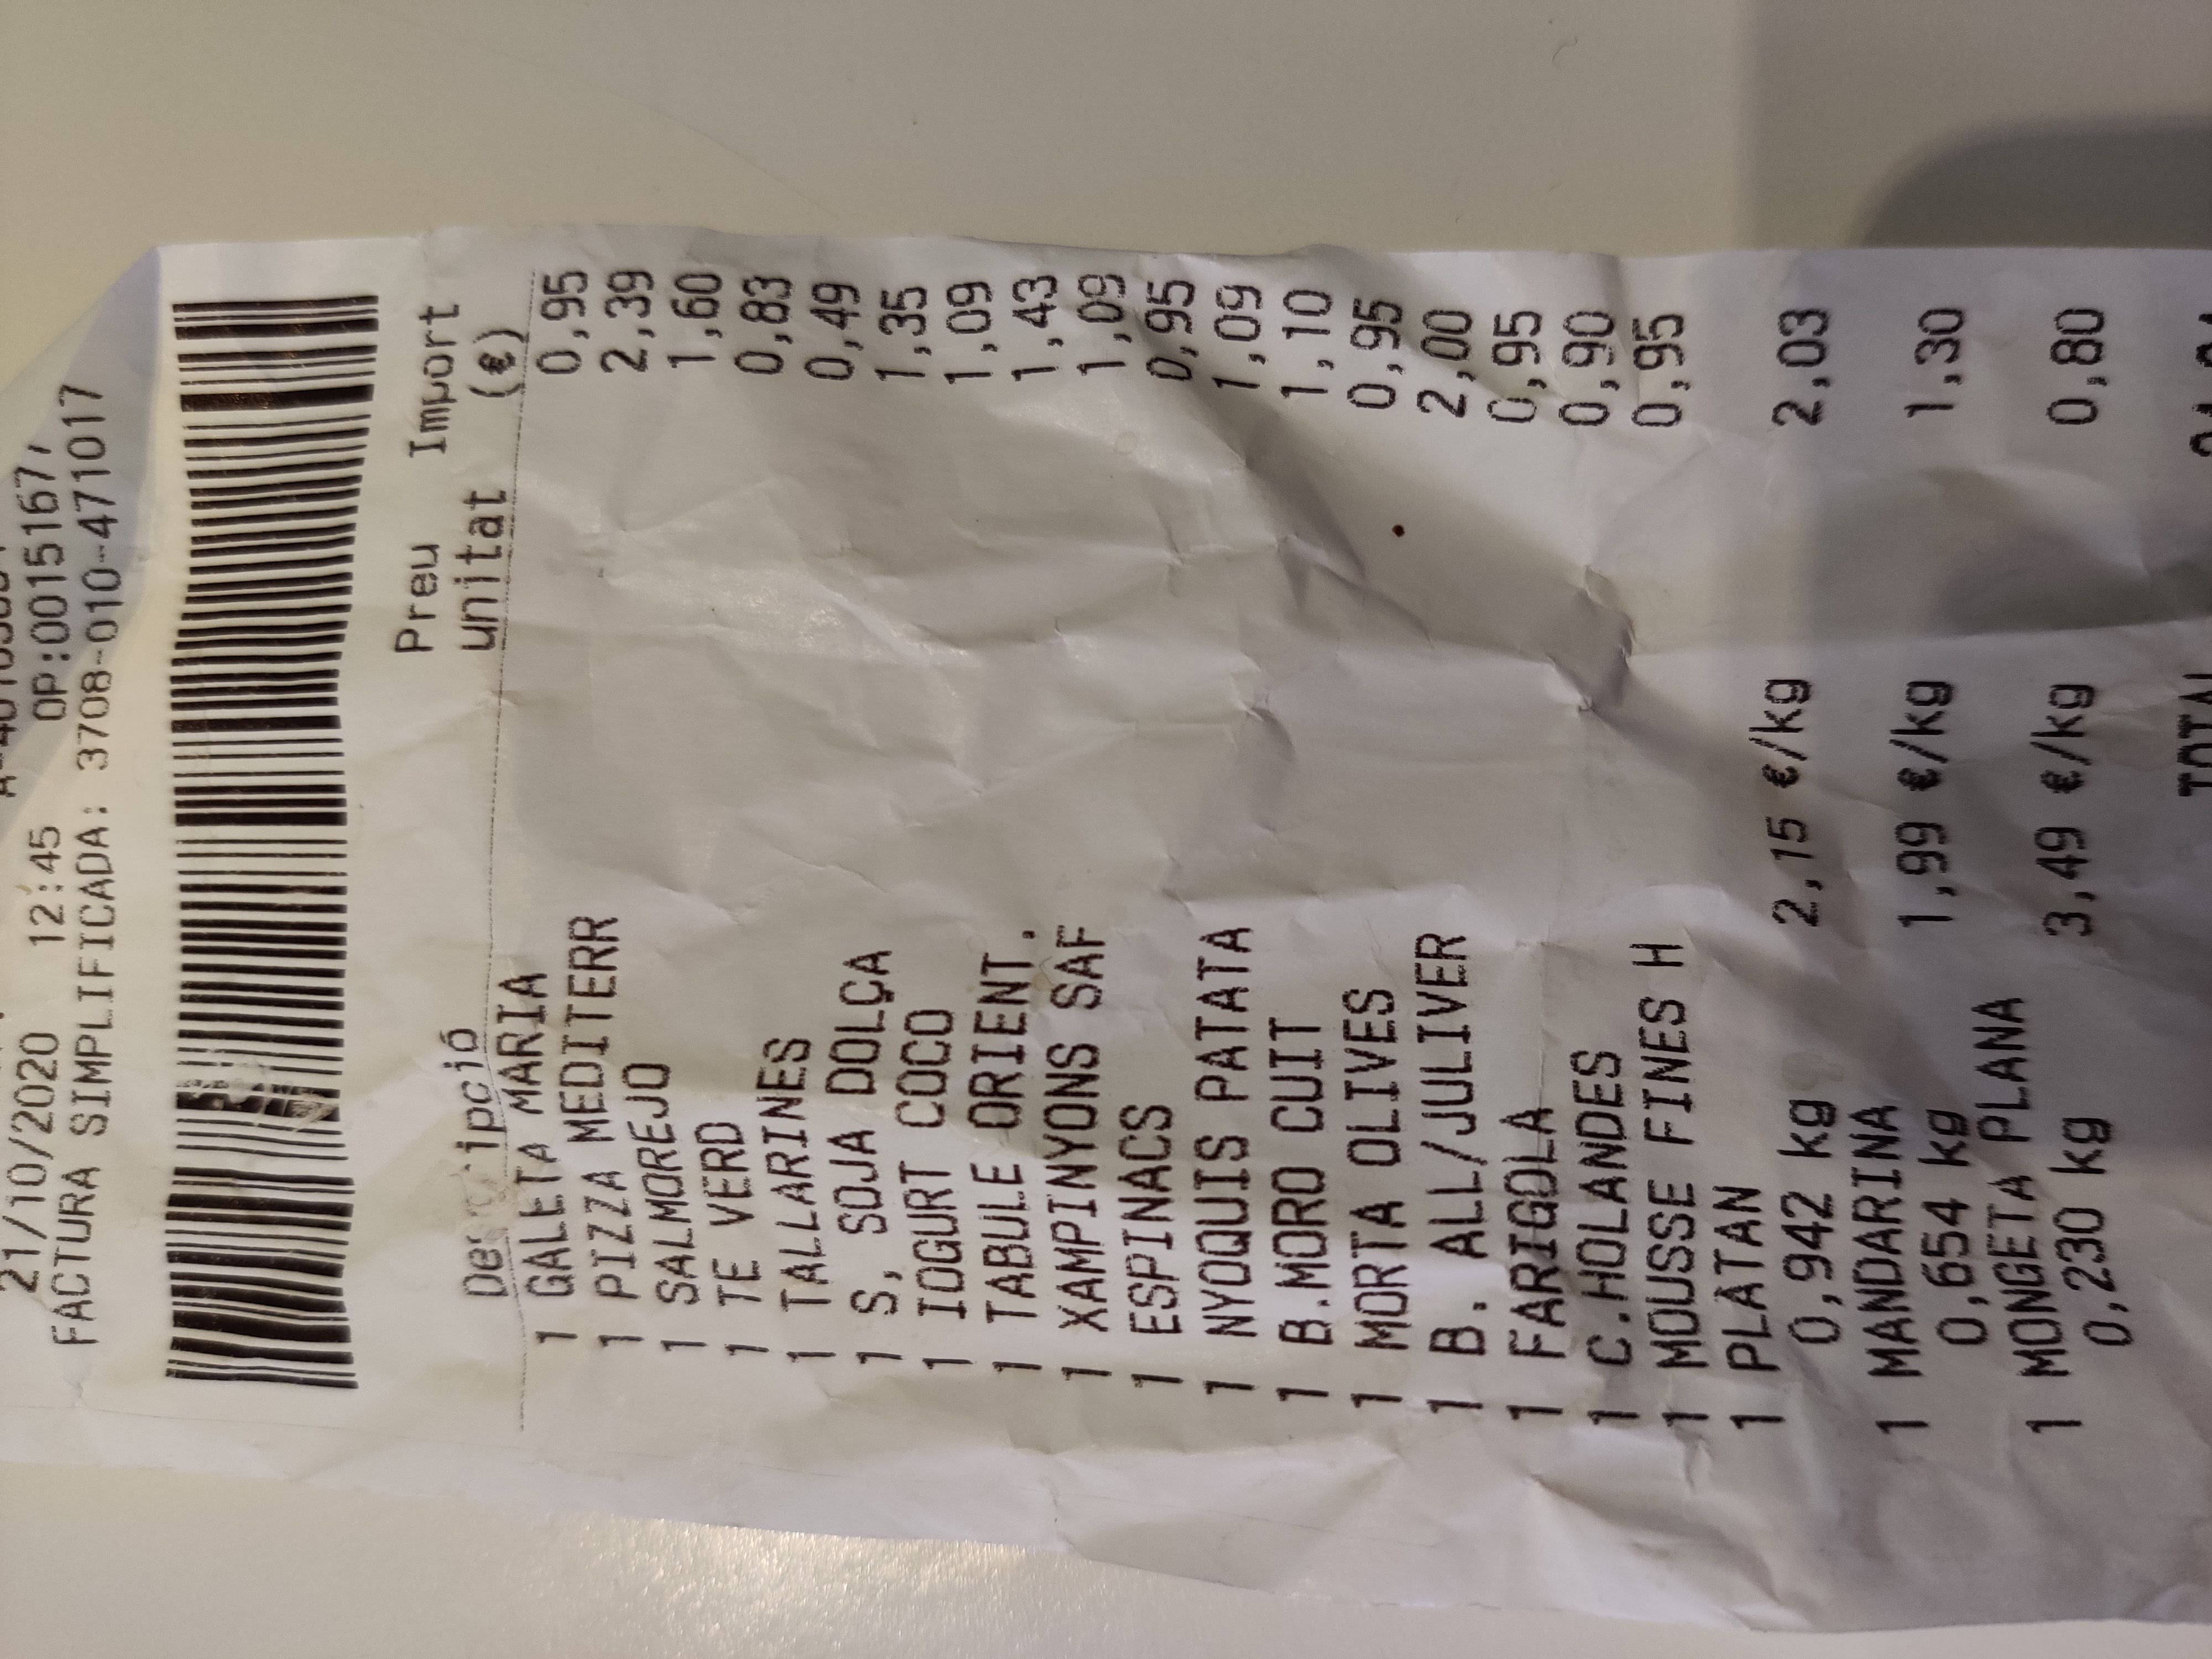 21/10/2020 12:45 OP:0015167
FACTURA SIMPLIFICADA: 3708-010-471017
Preu Import
Descripció unitat (€)
1 GALETA MARIA 0,95
1 PIZZA MEDITERR 2,39
1 SALMOREJO 1,60
1 TE VERD 0,83
1 TALLARINES 0,49
1 S, SOJA DOLÇA 1,35
1 IOGURT COCO 1,09
1 TABULE ORIENT. 1,43
1 XAMPINYONS SAF 1,09
1 ESPINACS 0,95
1 NYOQUIS PATATA 1,09
1 B.MORO CUIT 1,10
1 MORTA OLIVES 0,95
1 B. ALL/JULIVER 2,00
1 FARIGOLA 0,95
1 C.HOLANDES 0,90
1 MOUSSE FINES H 0,95
1 PLÀTAN
0,942 kg 2,15 €/kg 2,03
1 MANDARINA
0,654 kg 1,99 €/kg 1,30
1 MONGETA PLANA
0,230 kg 3,49 €/kg 0,80
TOTAL